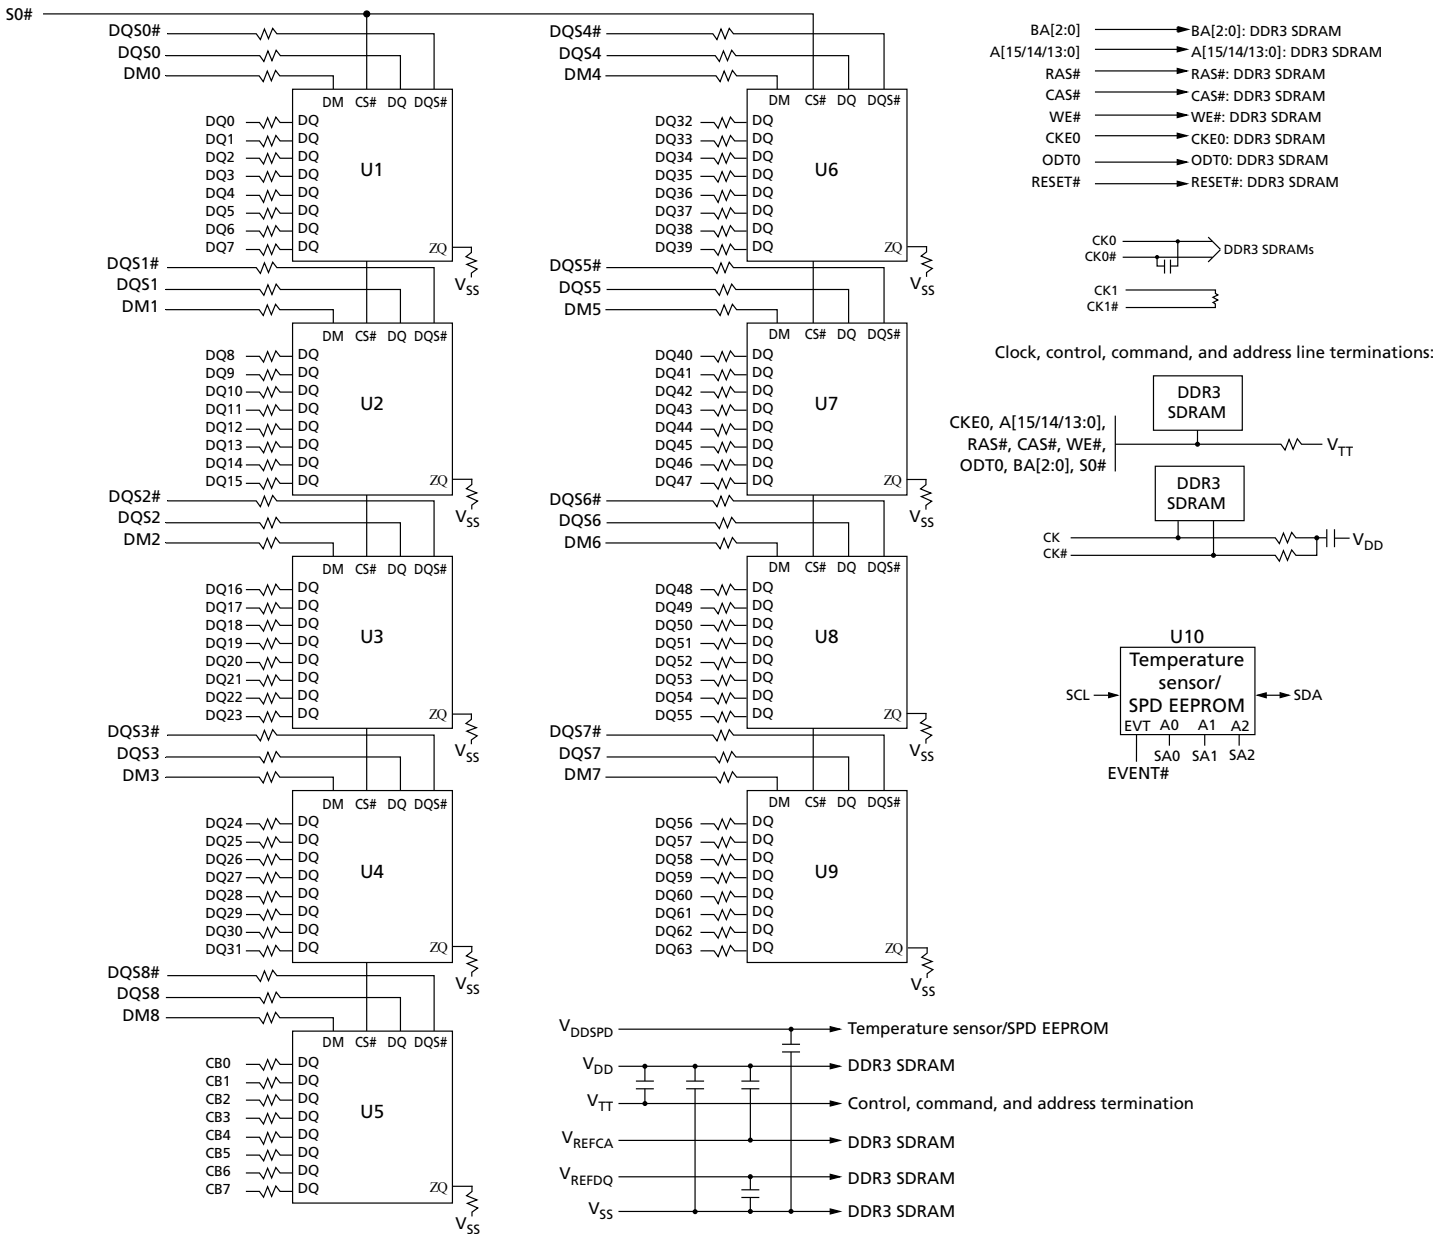 S0#
DQS0#
DQS0
DM0
DM CS# DQ DQS#
DQ0 DQ
DQ1 DQ
DQ2 DQ
DQ3 DQ
DQ4 DQ
DQ5 DQ
DQ6 DQ
DQ7 DQ
U1
ZQ
VSS
DQS1#
DQS1
DM1
DM CS# DQ DQS#
DQ8 DQ
DQ9 DQ
DQ10 DQ
DQ11 DQ
DQ12 DQ
DQ13 DQ
DQ14 DQ
DQ15 DQ
U2
ZQ
VSS
DQS2#
DQS2
DM2
DM CS# DQ DQS#
DQ16 DQ
DQ17 DQ
DQ18 DQ
DQ19 DQ
DQ20 DQ
DQ21 DQ
DQ22 DQ
DQ23 DQ
U3
ZQ
VSS
DQS3#
DQS3
DM3
DM CS# DQ DQS#
DQ24 DQ
DQ25 DQ
DQ26 DQ
DQ27 DQ
DQ28 DQ
DQ29 DQ
DQ30 DQ
DQ31 DQ
U4
ZQ
VSS
DQS8#
DQS8
DM8
DM CS# DQ DQS#
CB0 DQ
CB1 DQ
CB2 DQ
CB3 DQ
CB4 DQ
CB5 DQ
CB6 DQ
CB7 DQ
U5
ZQ
VSS
DQS4#
DQS4
DM4
DM CS# DQ DQS#
DQ32 DQ
DQ33 DQ
DQ34 DQ
DQ35 DQ
DQ36 DQ
DQ37 DQ
DQ38 DQ
DQ39 DQ
U6
ZQ
VSS
DQS5#
DQS5
DM5
DM CS# DQ DQS#
DQ40 DQ
DQ41 DQ
DQ42 DQ
DQ43 DQ
DQ44 DQ
DQ45 DQ
DQ46 DQ
DQ47 DQ
U7
ZQ
VSS
DQS6#
DQS6
DM6
DM CS# DQ DQS#
DQ48 DQ
DQ49 DQ
DQ50 DQ
DQ51 DQ
DQ52 DQ
DQ53 DQ
DQ54 DQ
DQ55 DQ
U8
ZQ
VSS
DQS7#
DQS7
DM7
DM CS# DQ DQS#
DQ56 DQ
DQ57 DQ
DQ58 DQ
DQ59 DQ
DQ60 DQ
DQ61 DQ
DQ62 DQ
DQ63 DQ
U9
ZQ
VSS
VDDSPD Temperature sensor/SPD EEPROM
VDD DDR3 SDRAM
VTT Control, command, and address termination
VREFCA DDR3 SDRAM
VREFDQ DDR3 SDRAM
VSS DDR3 SDRAM
BA[2:0] BA[2:0]: DDR3 SDRAM
A[15/14/13:0] A[15/14/13:0]: DDR3 SDRAM
RAS# RAS#: DDR3 SDRAM
CAS# CAS#: DDR3 SDRAM
WE# WE#: DDR3 SDRAM
CKE0 CKE0: DDR3 SDRAM
ODT0 ODT0: DDR3 SDRAM
RESET# RESET#: DDR3 SDRAM
CK0
CK0#
DDR3 SDRAMs
CK1
CK1#
Clock, control, command, and address line terminations:
DDR3
SDRAM
CKE0, A[15/14/13:0],
RAS#, CAS#, WE#,
ODT0, BA[2:0], S0#
VTT
DDR3
SDRAM
CK
CK#
VDD
U10
Temperature
sensor/
SPD EEPROM
SCL
SDA
EVT A0 A1 A2
SA0 SA1 SA2
EVENT#